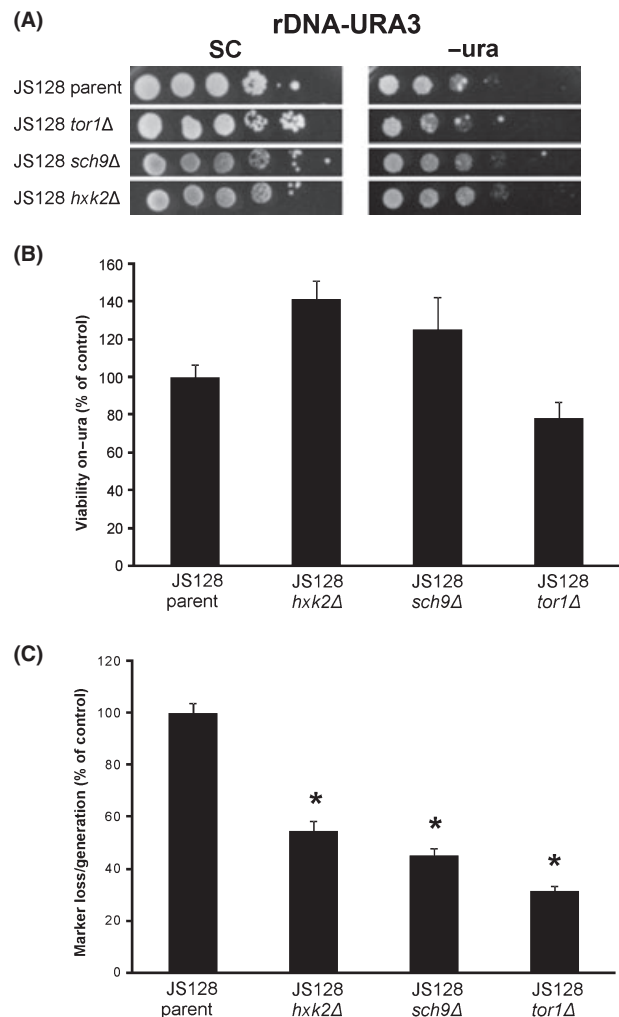 (A)
rDNA-URA3
SC
–ura
JS128 parent
JS128 tor1Δ
JS128 sch9Δ
JS128 hxk2Δ
(B)
160
140
120
100
80
60
40
20
0
Viability on–ura (% of control)
JS128 parent
JS128 hxk2Δ
JS128 sch9Δ
JS128 tor1Δ
(C)
120
100
80
60
40
20
0
Marker loss/generation (% of control)
*
*
*
JS128 parent
JS128 hxk2Δ
JS128 sch9Δ
JS128 tor1Δ